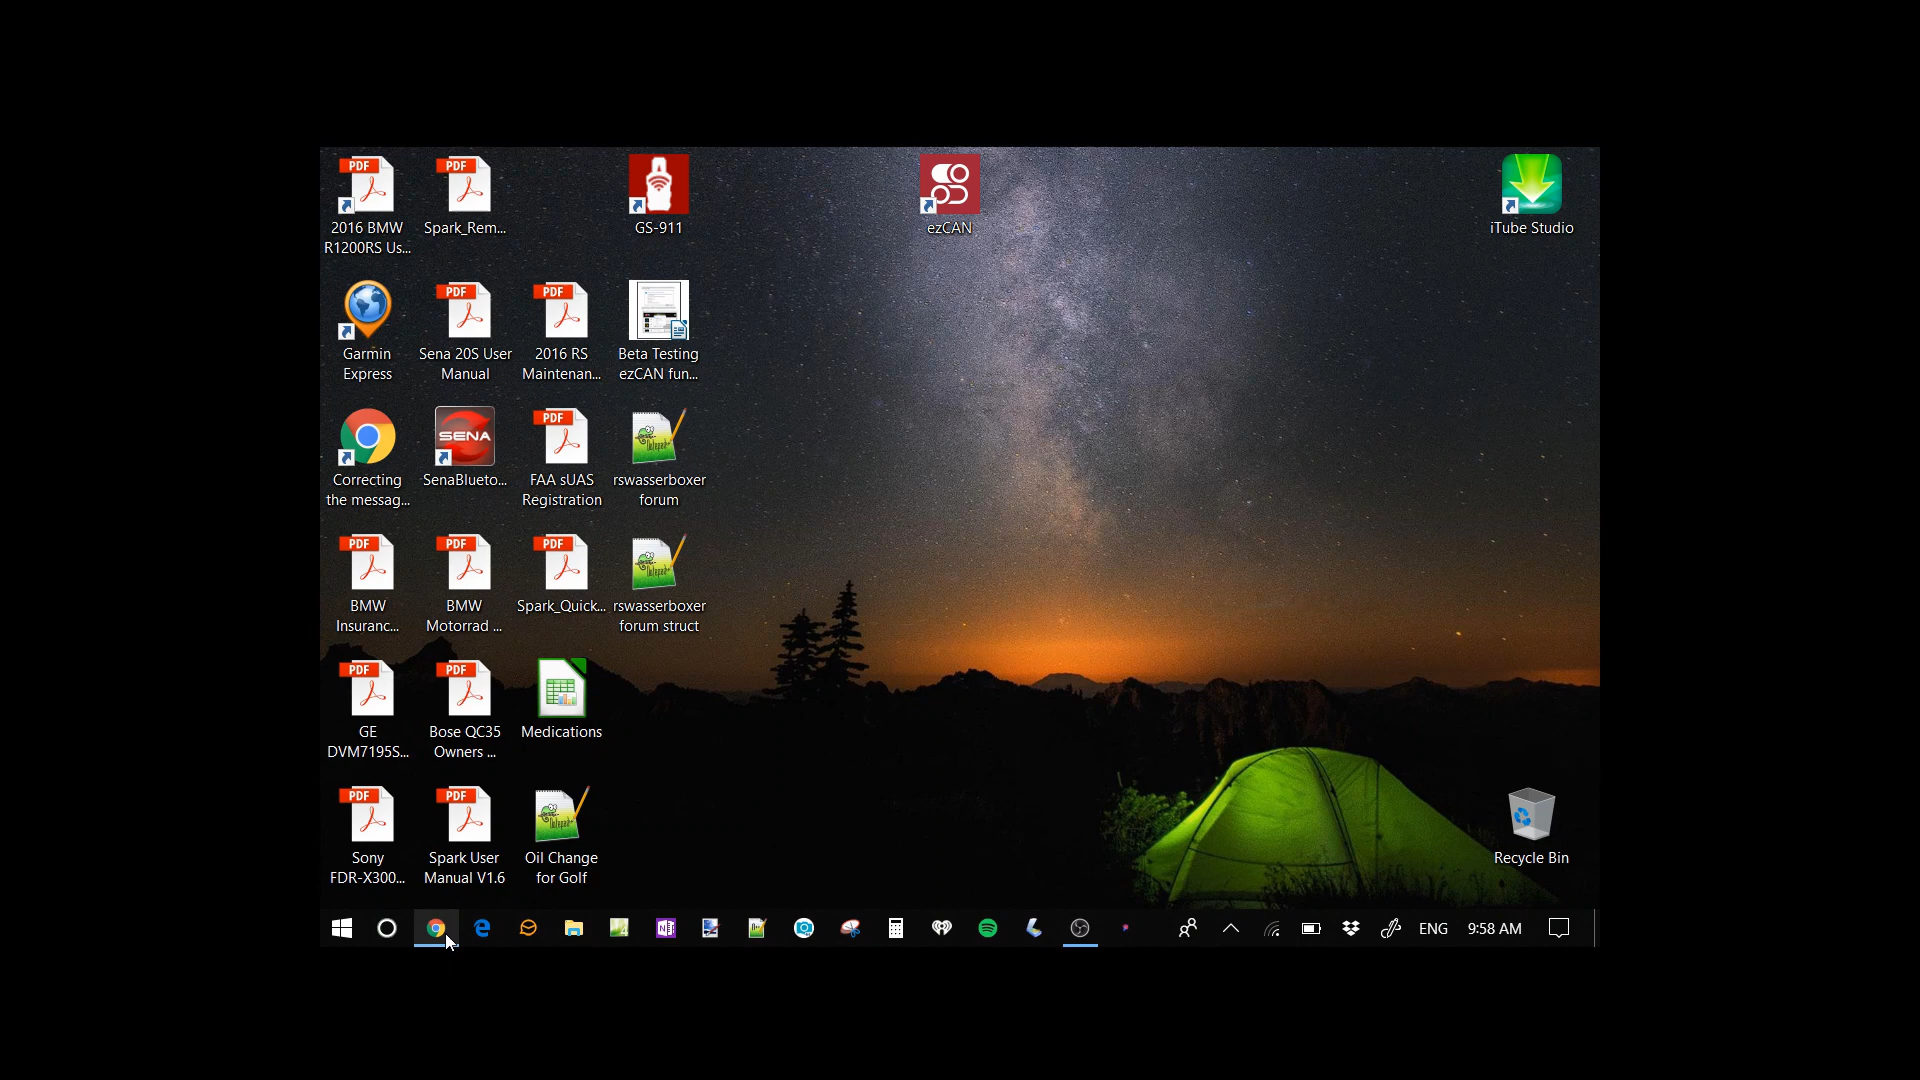 PDF
2016 BMW
R1200RS Us...
PDF
Spark_Rem...
GS-911
ezCAN
iTube Studio
Garmin
Express
PDF
Sena 20S User
Manual
PDF
2016 RS
Maintenan...
Beta Testing
ezCAN fun...
Correcting
the messag...
SENA
SenaBlueto...
PDF
FAA sUAS
Registration
rswasserboxer
forum
PDF
BMW
Insuranc...
PDF
BMW
Motorrad ...
PDF
Spark_Quick...
rswasserboxer
forum struct
PDF
GE
DVM7195S...
PDF
Bose QC35
Owners ...
Medications
PDF
Sony
FDR-X300...
PDF
Spark User
Manual V1.6
Oil Change
for Golf
Recycle Bin
ENG
9:58 AM